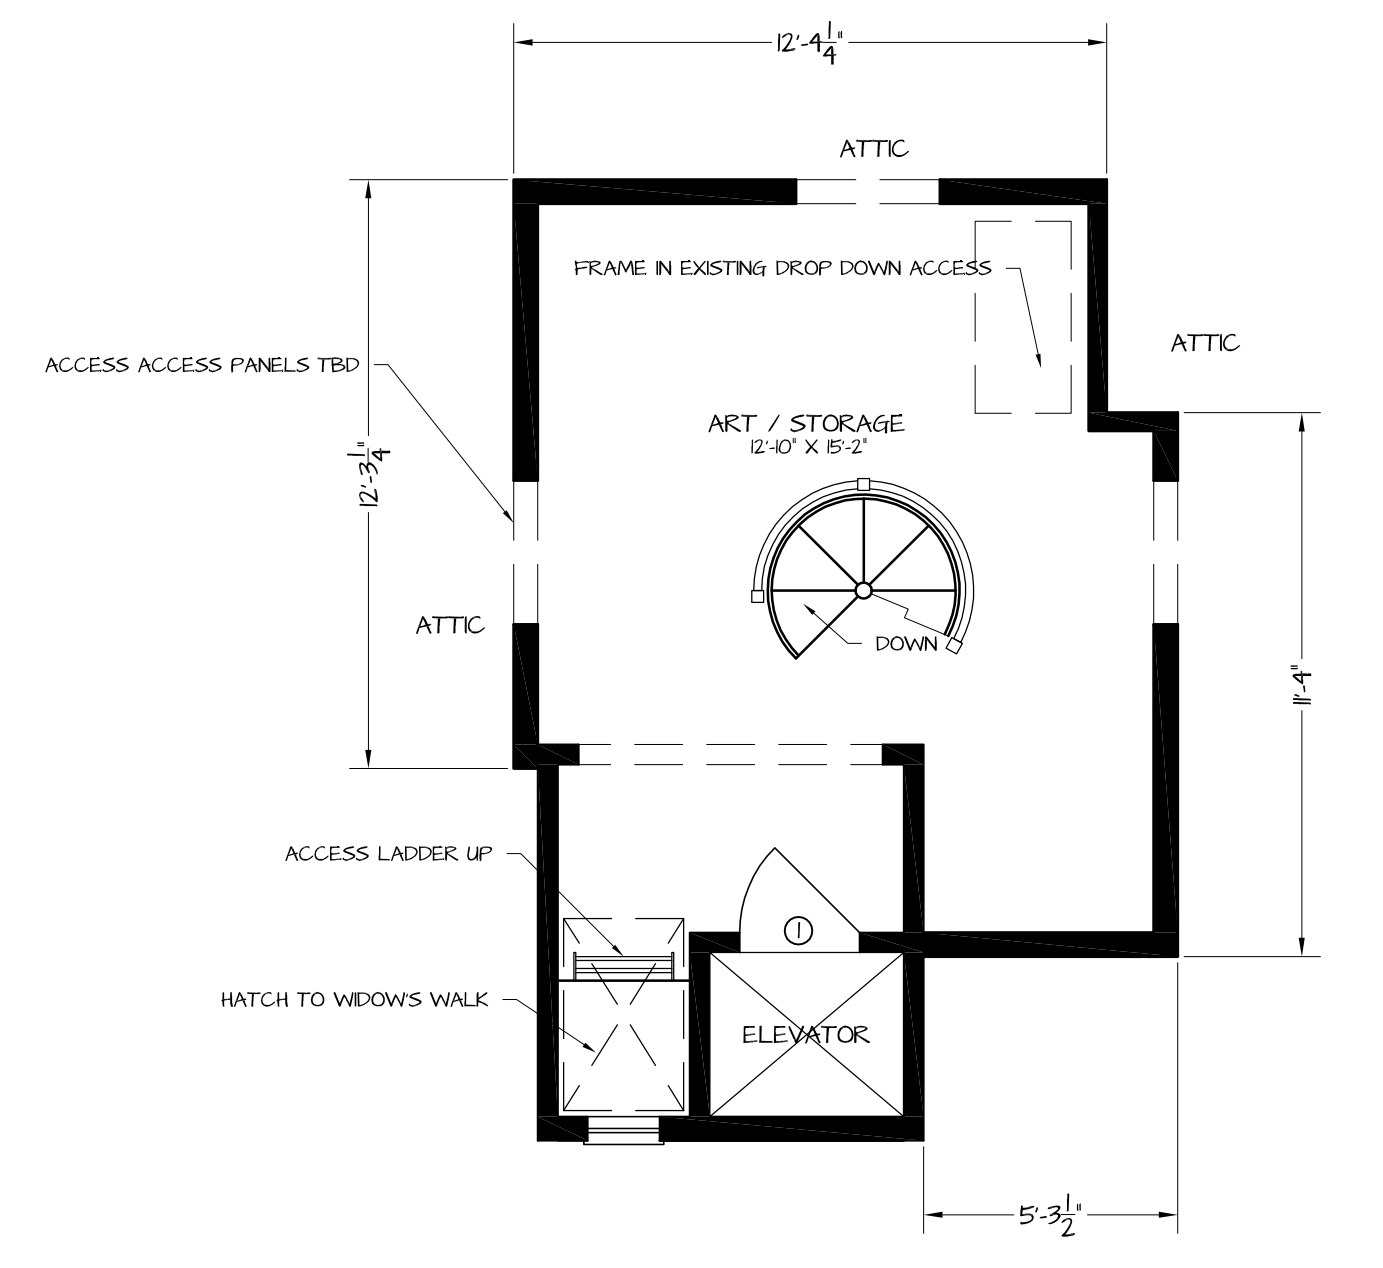 12'-4 1/4"
ATTIC
FRAME IN EXISTING DROP DOWN ACCESS
ATTIC
ACCESS ACCESS PANELS TBD
ART / STORAGE
12'-10" X 15'-2"
12'-3 1/4"
ATTIC
DOWN
11'-4"
ACCESS LADDER UP
1
HATCH TO WIDOW'S WALK
ELEVATOR
5'-3 1/2"